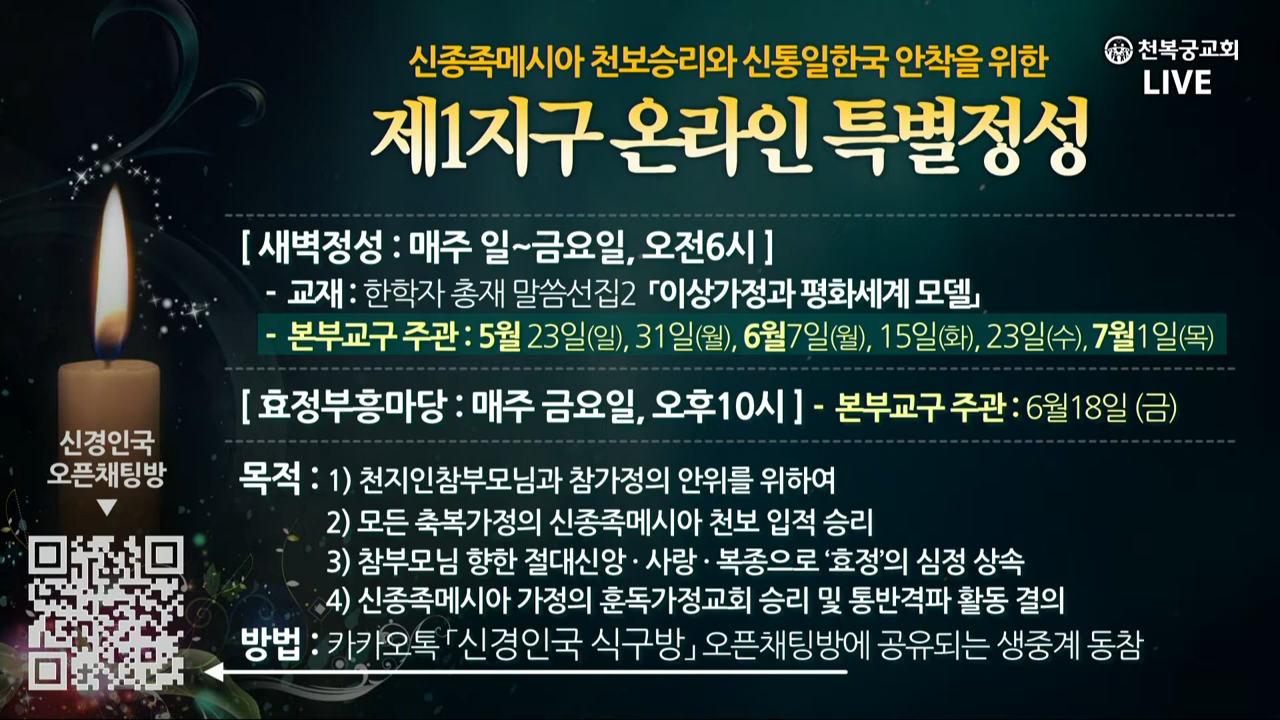 신종족메시아 천보승리와 신통일한국 안착을 위한
천복궁교회
LIVE
제1지구 온라인 특별정성
[ 새벽정성 : 매주 일~금요일, 오전6시 ]
- 교재 : 한학자 총재 말씀선집2 「이상가정과 평화세계 모델」
- 본부교구 주관 : 5월 23일(일), 31일(월), 6월7일(월), 15일(화), 23일(수), 7월1일(목)
[ 효정부흥마당 : 매주 금요일, 오후10시 ] - 본부교구 주관 : 6월18일 (금)
신경인국
오픈채팅방
▼
목적 : 1) 천지인참부모님과 참가정의 안위를 위하여
2) 모든 축복가정의 신종족메시아 천보 입적 승리
3) 참부모님 향한 절대신앙 · 사랑 · 복종으로 ‘효정’의 심정 상속
4) 신종족메시아 가정의 훈독가정교회 승리 및 통반격파 활동 결의
방법 : 카카오톡 「신경인국 식구방」 오픈채팅방에 공유되는 생중계 동참